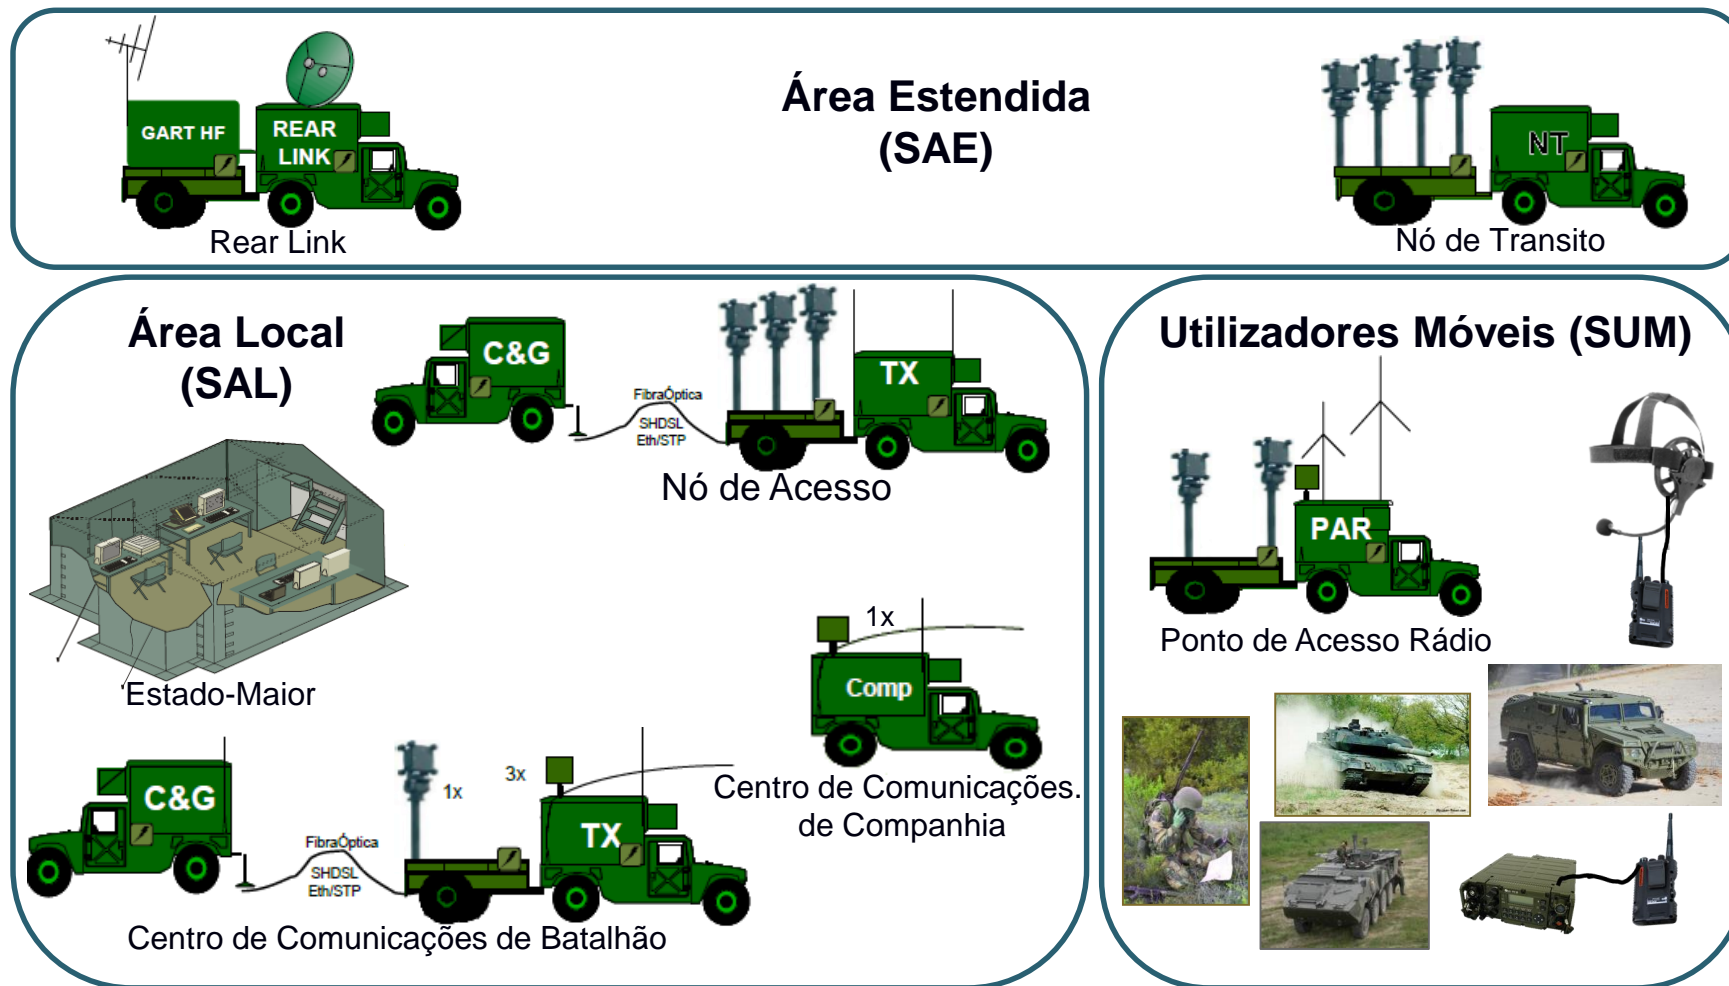 GART HF
REAR
LINK
Rear Link
Área Estendida
(SAE)
NT
Nó de Transito
Área Local
(SAL)
C&G
FibraÓptica
SHDSL
Eth/STP
TX
Nó de Acesso
Estado-Maior
1x
Comp
Centro de Comunicações.
de Companhia
C&G
FibraÓptica
SHDSL
Eth/STP
1x
3x
TX
Centro de Comunicações de Batalhão
Utilizadores Móveis (SUM)
PAR
Ponto de Acesso Rádio